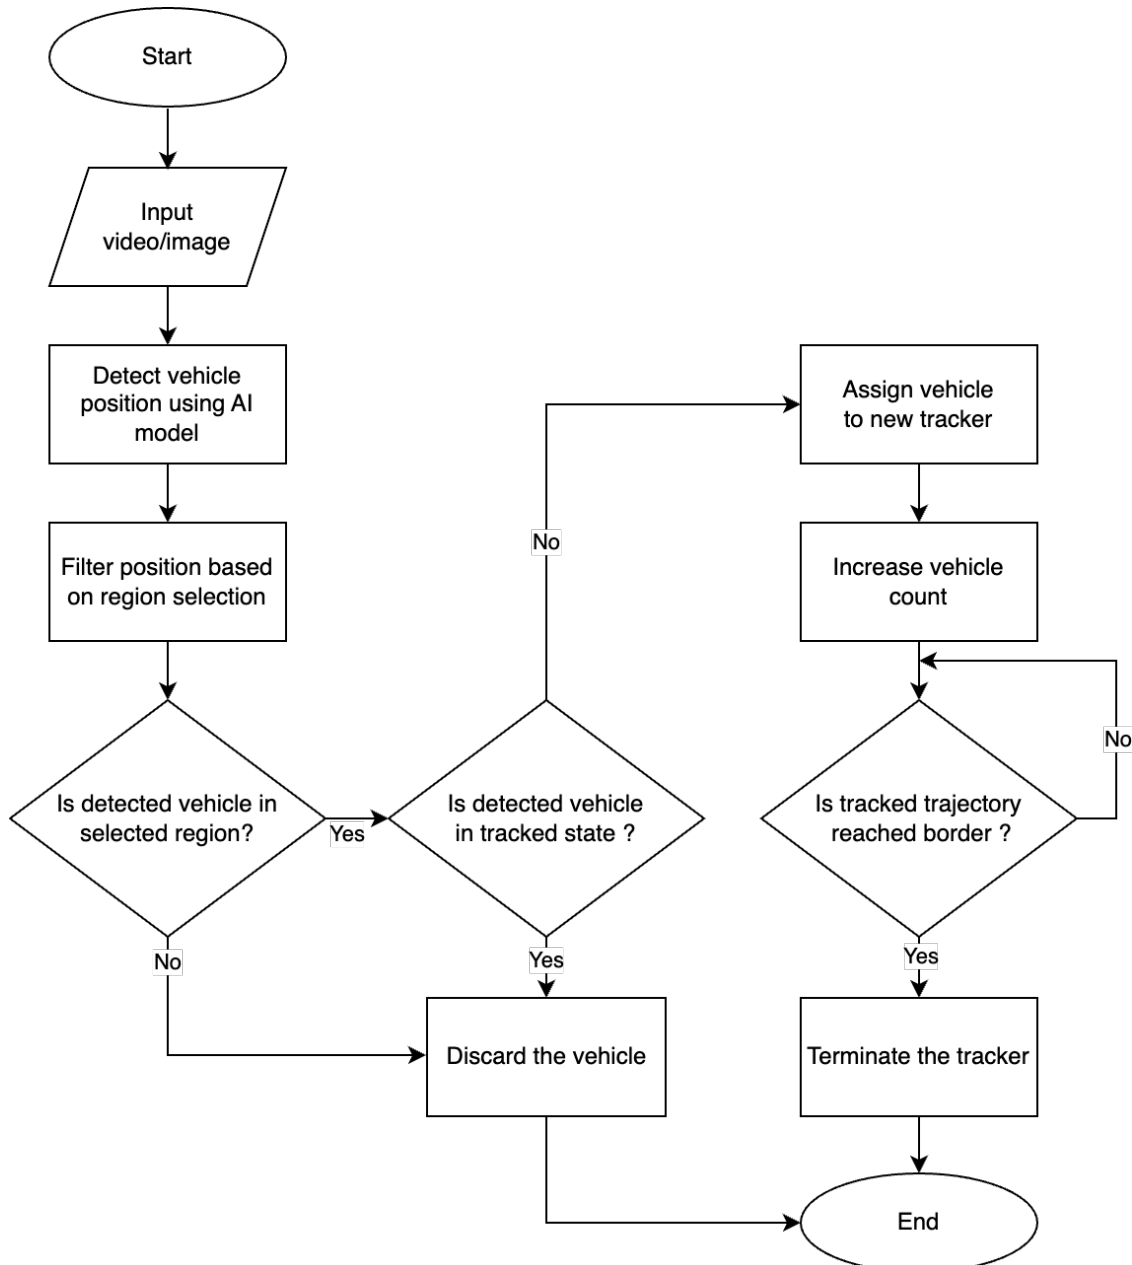 Start
Input
video/image
Detect vehicle
position using AI
model
Filter position based
on region selection
Is detected vehicle in
selected region?
Yes
No
Is detected vehicle
in tracked state ?
No
Yes
Discard the vehicle
Assign vehicle
to new tracker
Increase vehicle
count
Is tracked trajectory
reached border ?
No
Yes
Terminate the tracker
End